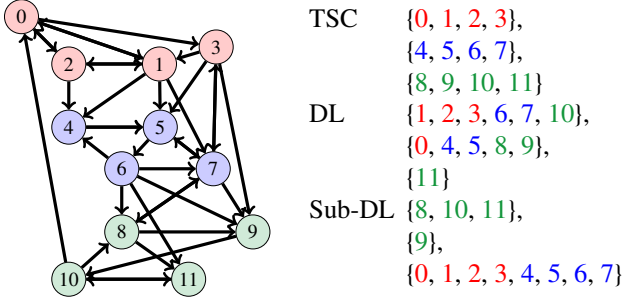 0
3
2
1
4
5
6
7
8
9
10
11
TSC {0, 1, 2, 3},
{4, 5, 6, 7},
{8, 9, 10, 11}
DL {1, 2, 3, 6, 7, 10},
{0, 4, 5, 8, 9},
{11}
Sub-DL {8, 10, 11},
{9},
{0, 1, 2, 3, 4, 5, 6, 7}